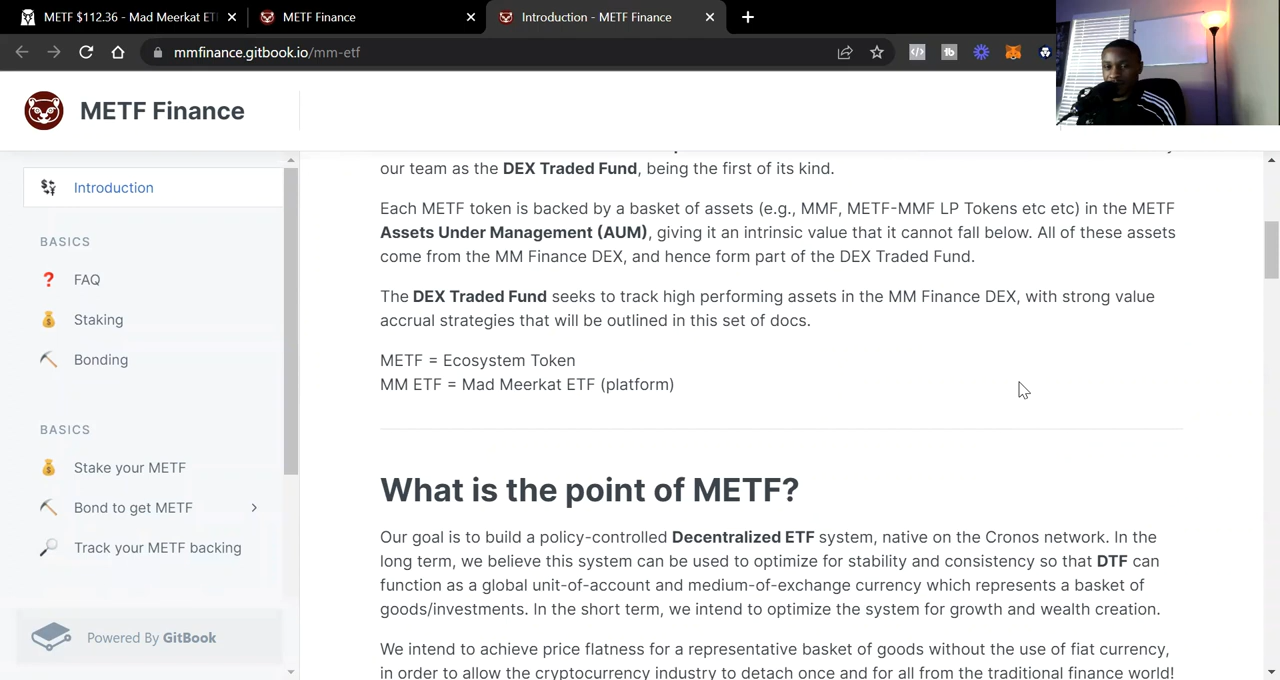 METF $112.36 - Mad Meerkat ET
METF Finance
Introduction - METF Finance
mmfinance.gitbook.io/mm-etf
METF Finance
our team as the DEX Traded Fund, being the first of its kind.
Each METF token is backed by a basket of assets (e.g., MMF, METF-MMF LP Tokens etc etc) in the METF
Assets Under Management (AUM), giving it an intrinsic value that it cannot fall below. All of these assets
come from the MM Finance DEX, and hence form part of the DEX Traded Fund.
The DEX Traded Fund seeks to track high performing assets in the MM Finance DEX, with strong value
accrual strategies that will be outlined in this set of docs.
METF = Ecosystem Token
MM ETF = Mad Meerkat ETF (platform)
What is the point of METF?
Our goal is to build a policy-controlled Decentralized ETF system, native on the Cronos network. In the
long term, we believe this system can be used to optimize for stability and consistency so that DTF can
function as a global unit-of-account and medium-of-exchange currency which represents a basket of
goods/investments. In the short term, we intend to optimize the system for growth and wealth creation.
We intend to achieve price flatness for a representative basket of goods without the use of fiat currency,
in order to allow the cryptocurrency industry to detach once and for all from the traditional finance world!
Introduction
BASICS
FAQ
Staking
Bonding
BASICS
Stake your METF
Bond to get METF
Track your METF backing
Powered By GitBook